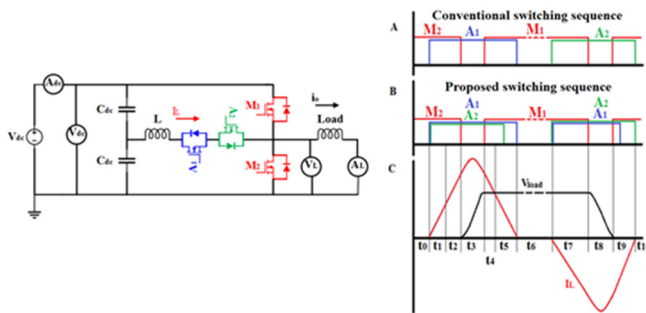 Conventional switching sequence
A
M2 A1 M1 A2
Proposed switching sequence
B
M2 A1 A2 M1 A2 A1
C
Vload
t0 t1 t2 t3 t4 t5 t6 t7 t8 t9 t10
IL
Adc
Vdc
Vdc
Cdc
Cdc
L
IL
A1
A2
M1
M2
io
Load
VL
AL